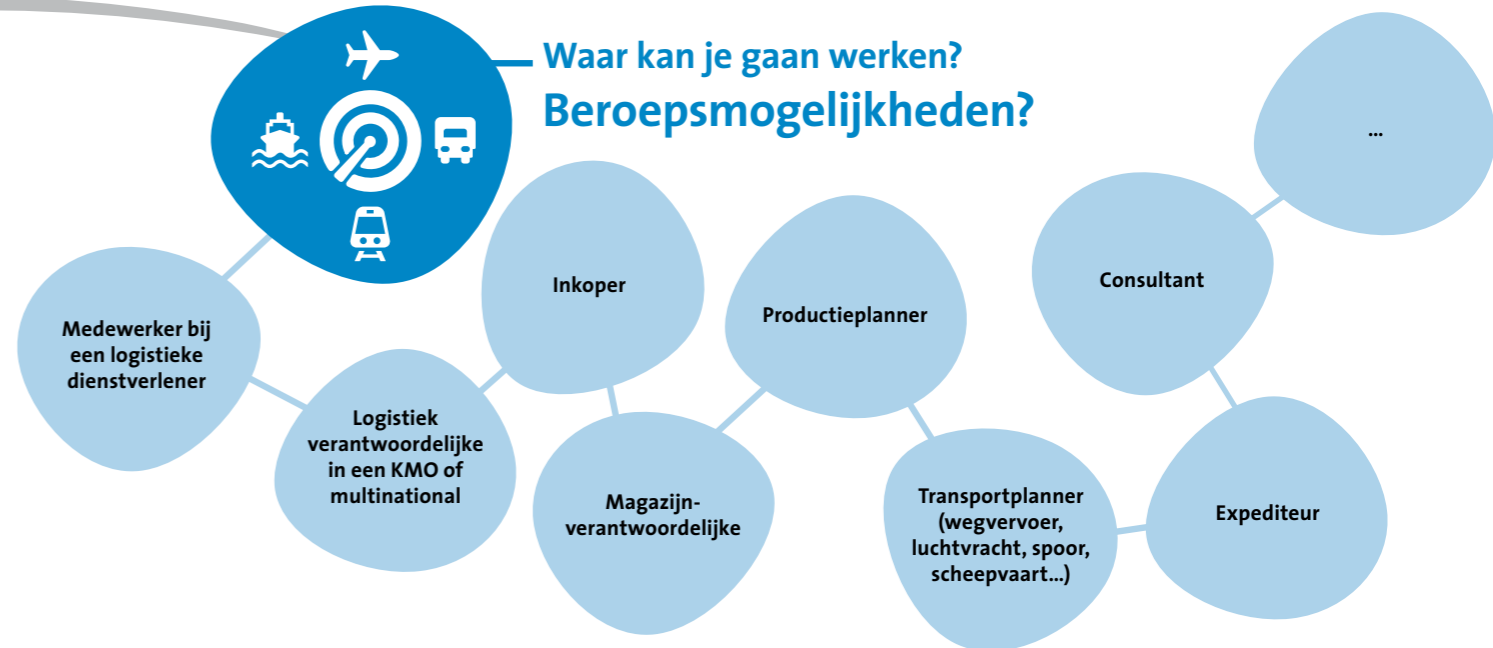 Waar kan je gaan werken?
Beroepsmogelijkheden?
Medewerker bij
een logistieke
dienstverlener
Logistiek
verantwoordelijke
in een KMO of
multinational
Inkoper
Magazijn-
verantwoordelijke
Productieplanner
Transportplanner
(wegvervoer,
luchtvracht, spoor,
scheepvaart...)
Expediteur
Consultant
...